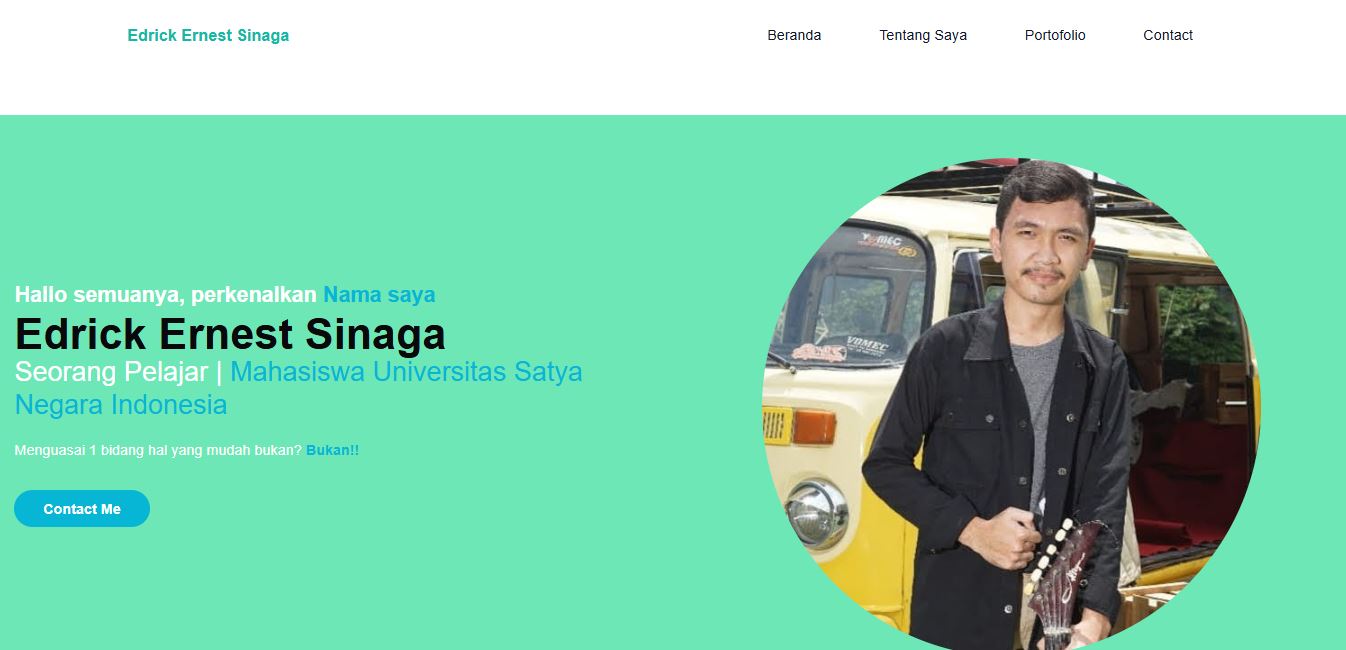 Edrick Ernest Sinaga
Beranda
Tentang Saya
Portofolio
Contact
Hallo semuanya, perkenalkan Nama saya
Edrick Ernest Sinaga
Seorang Pelajar | Mahasiswa Universitas Satya
Negara Indonesia
Menguasai 1 bidang hal yang mudah bukan? Bukan!!
Contact Me
VDMEC